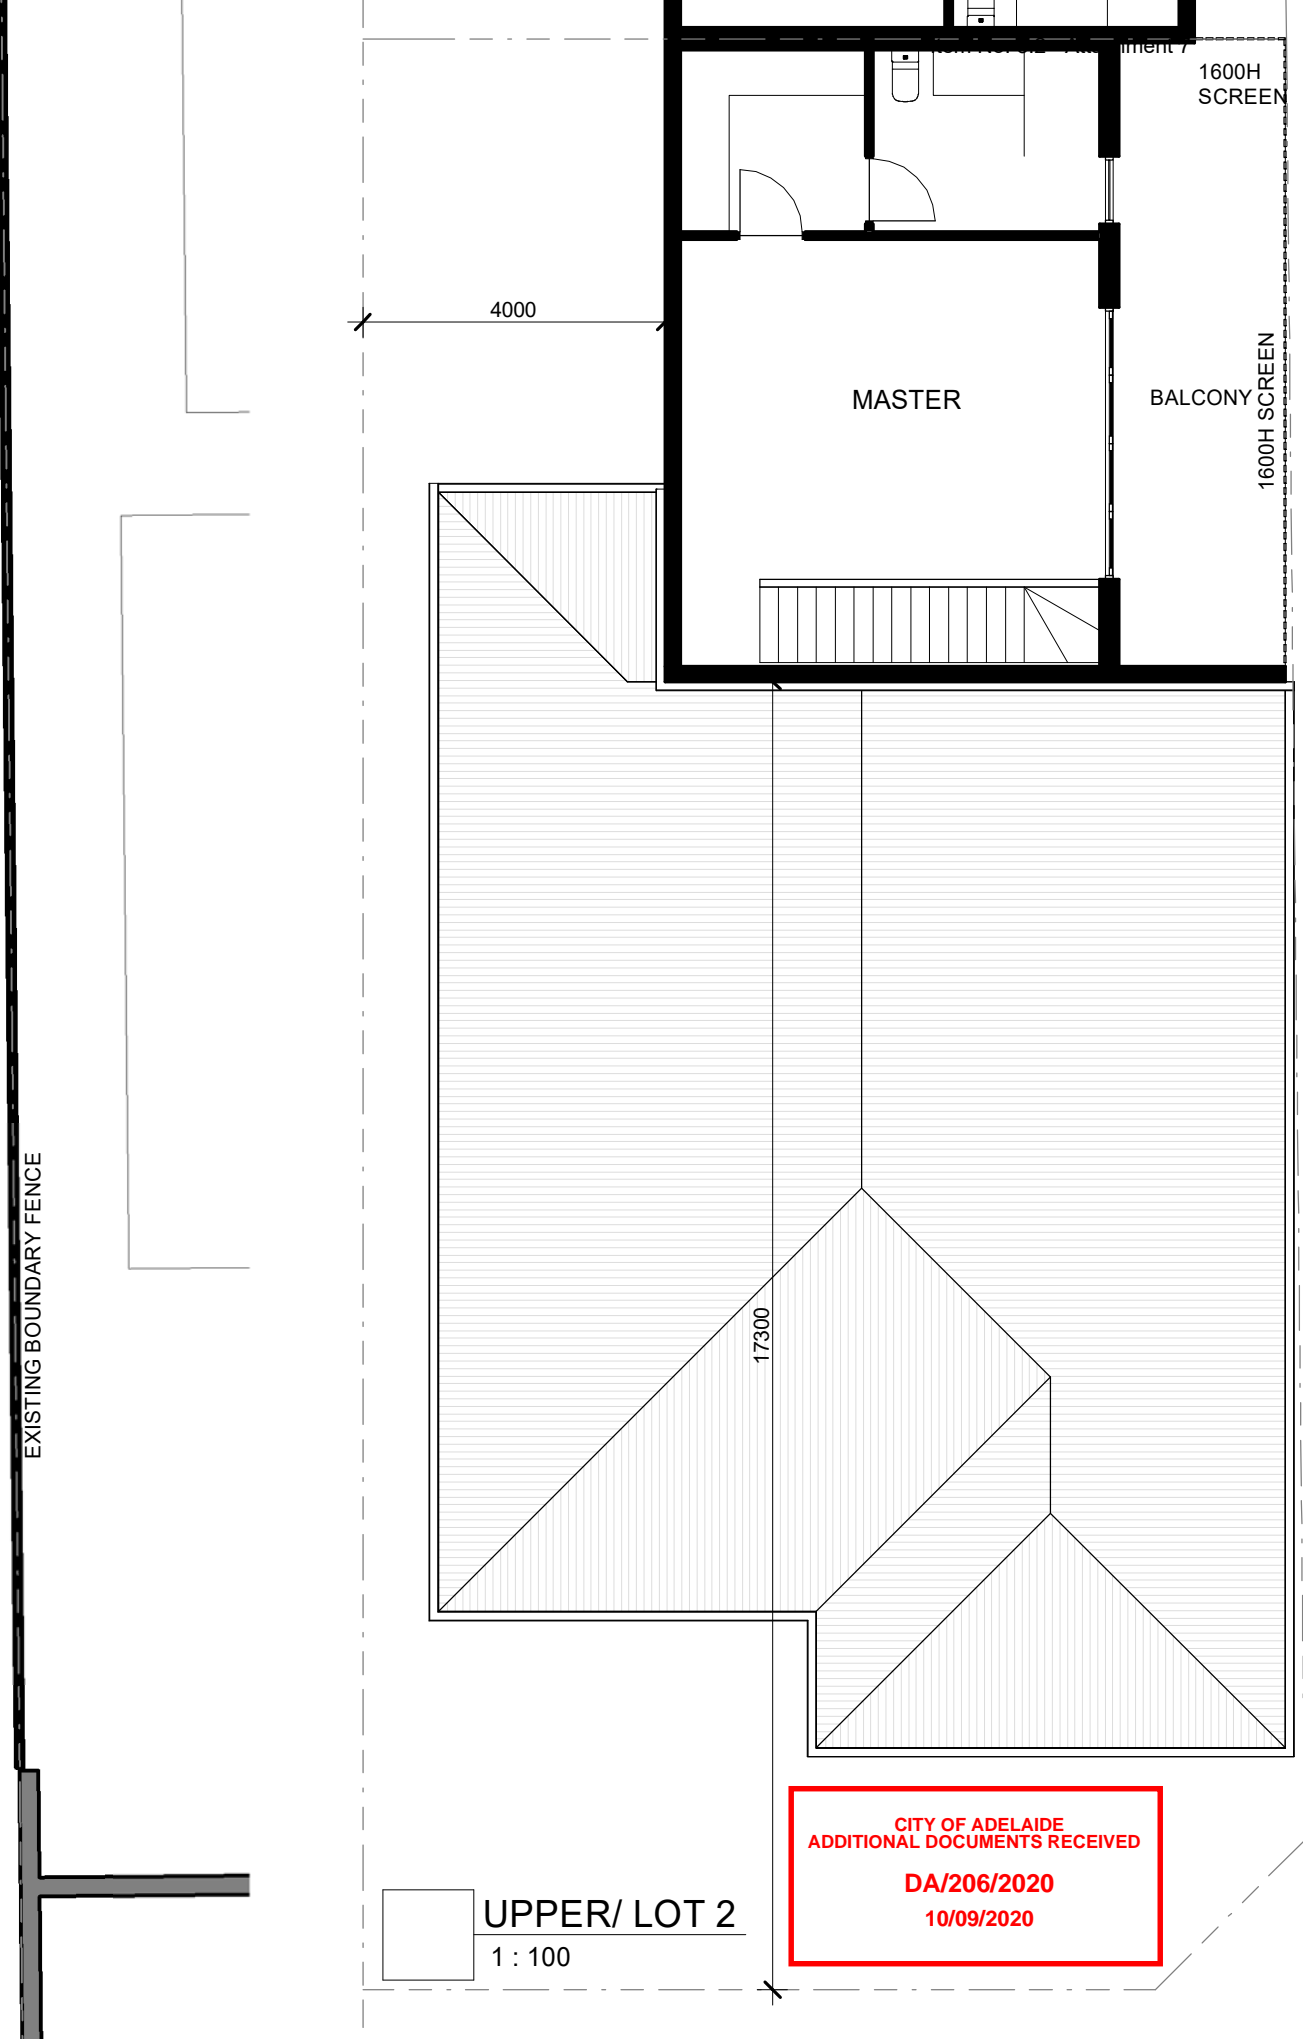 1600H
SCREEN
4000
MASTER
BALCONY
1600H SCREEN
EXISTING BOUNDARY FENCE
17300
CITY OF ADELAIDE
ADDITIONAL DOCUMENTS RECEIVED
DA/206/2020
10/09/2020
UPPER/ LOT 2
1 : 100